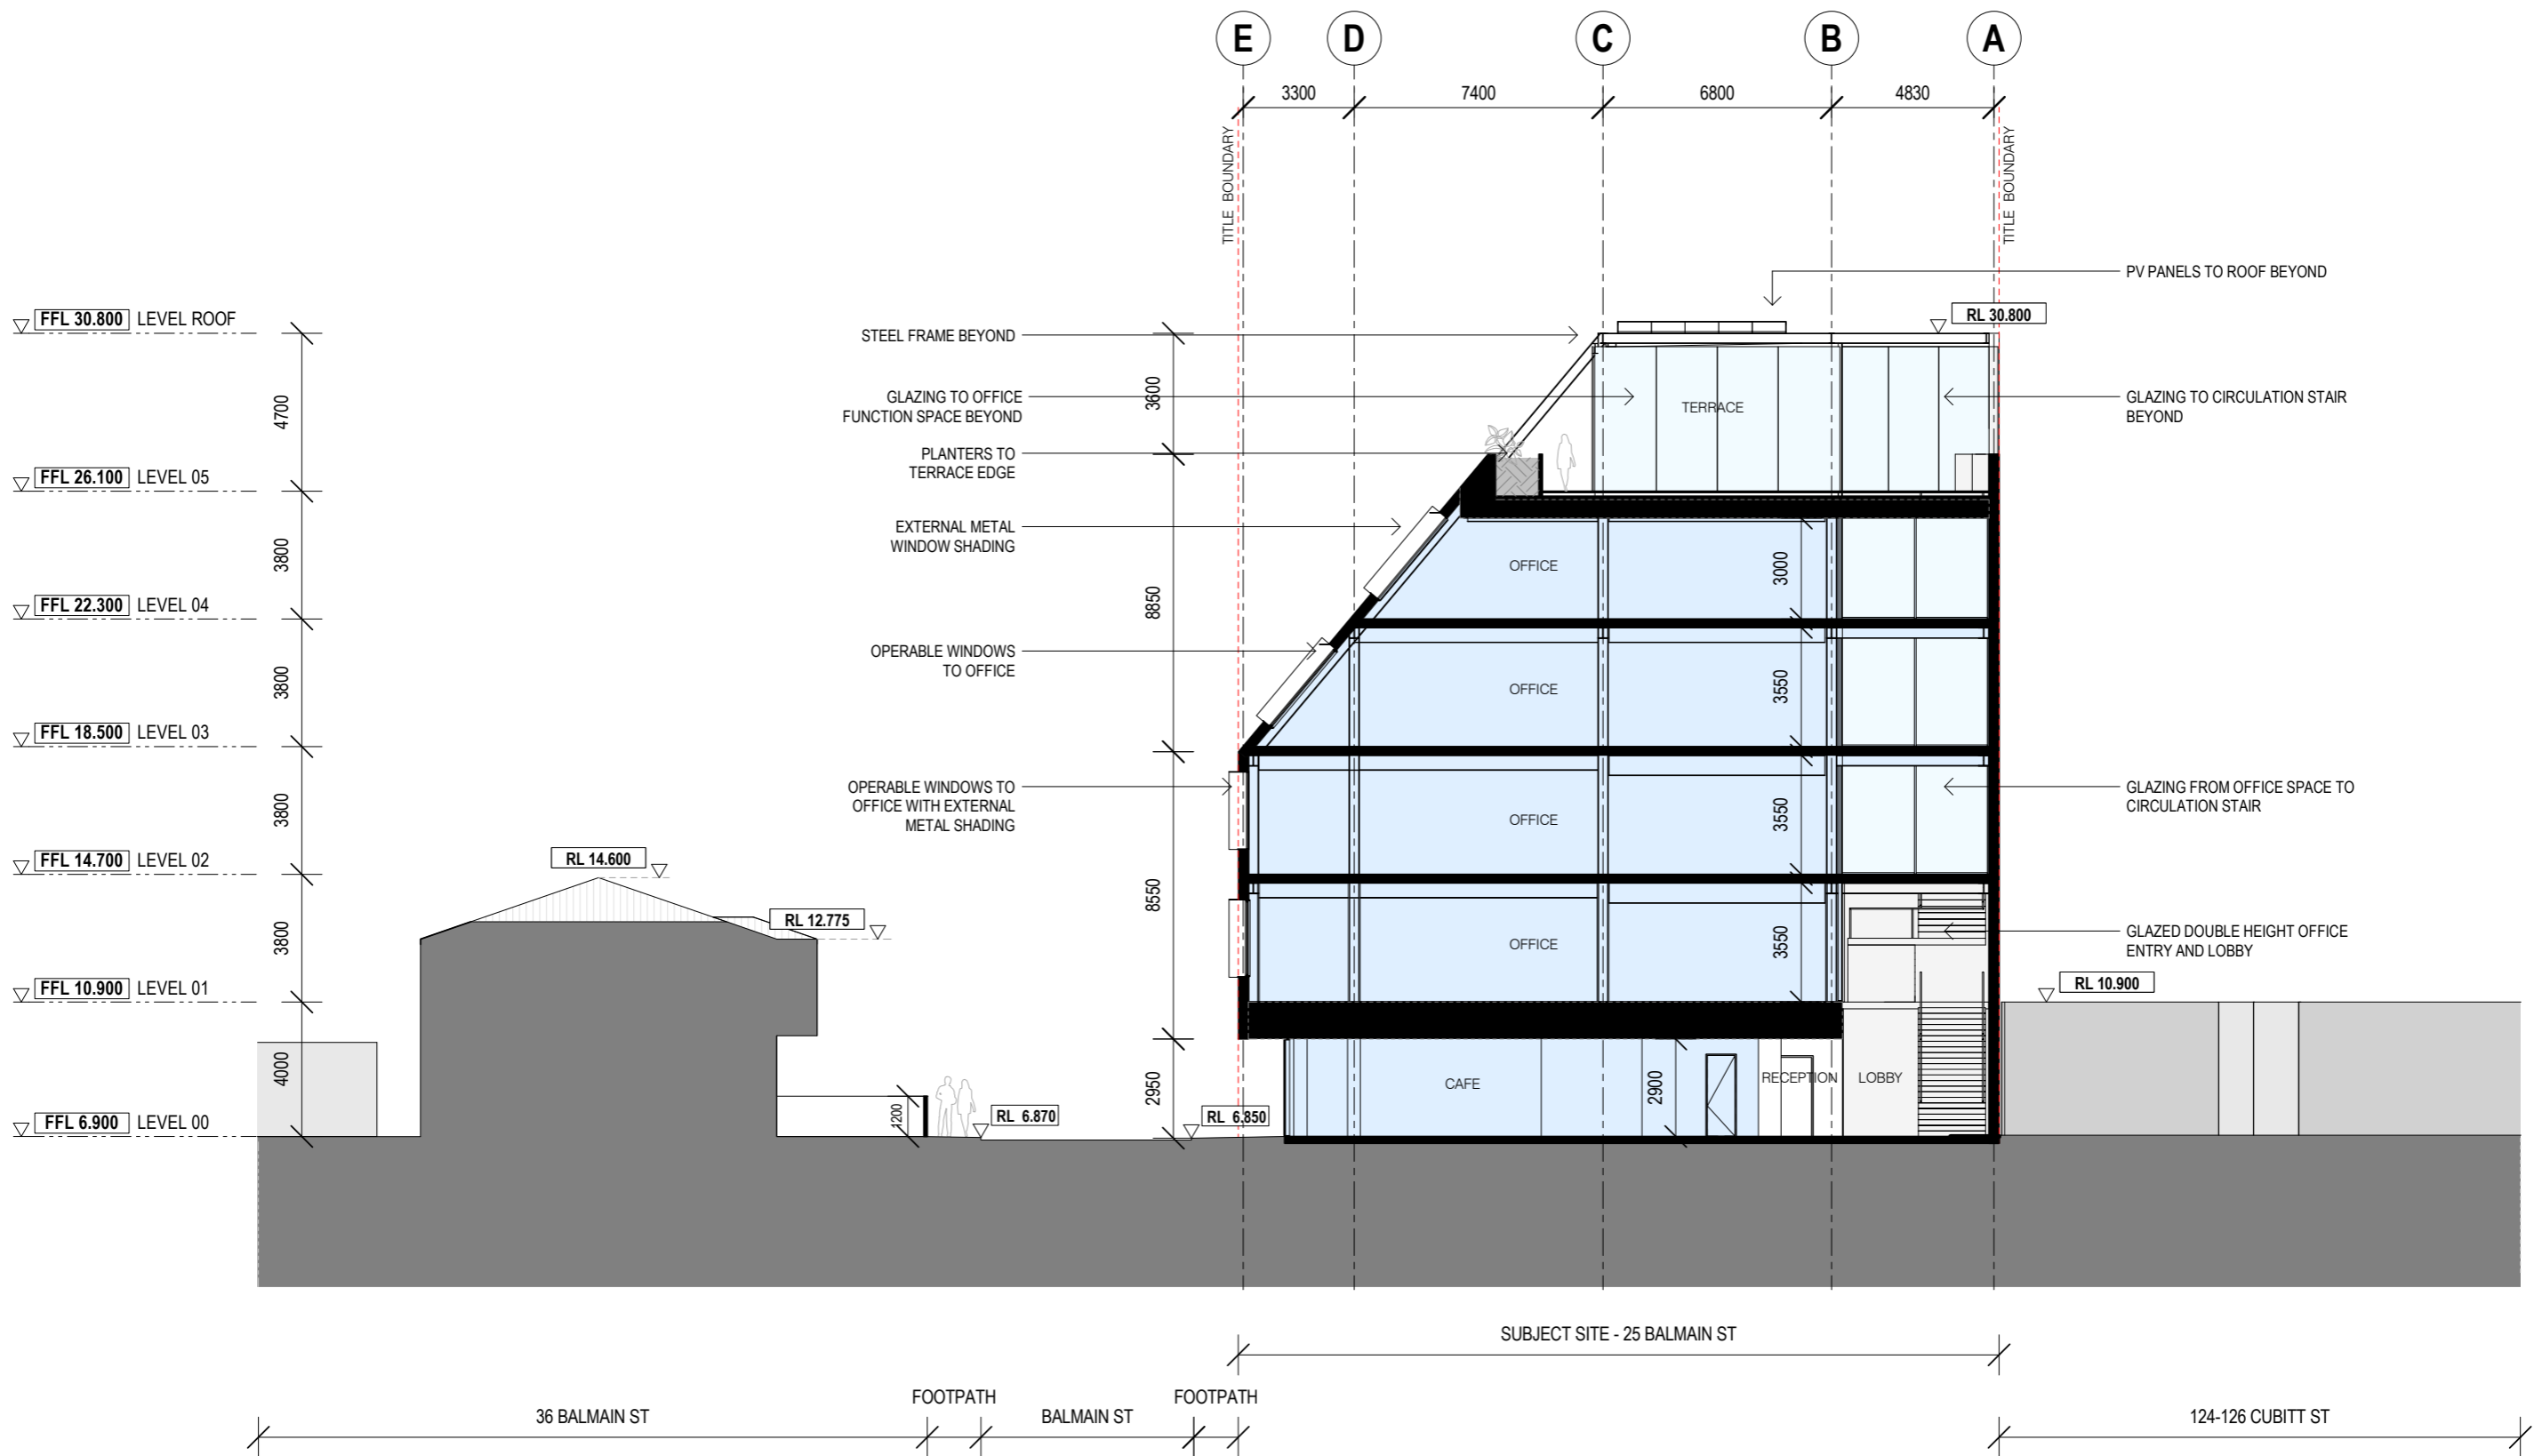 E D C B A
3300 7400 6800 4830
TITLE BOUNDARY
TITLE BOUNDARY
PV PANELS TO ROOF BEYOND
FFL 30.800 LEVEL ROOF
RL 30.800
STEEL FRAME BEYOND
4700
3600
GLAZING TO OFFICE
FUNCTION SPACE BEYOND
TERRACE
GLAZING TO CIRCULATION STAIR
BEYOND
PLANTERS TO
TERRACE EDGE
FFL 26.100 LEVEL 05
EXTERNAL METAL
WINDOW SHADING
3800
8850
OFFICE
3000
FFL 22.300 LEVEL 04
OPERABLE WINDOWS
TO OFFICE
3800
OFFICE
3550
FFL 18.500 LEVEL 03
OPERABLE WINDOWS TO
OFFICE WITH EXTERNAL
METAL SHADING
3800
OFFICE
3550
GLAZING FROM OFFICE SPACE TO
CIRCULATION STAIR
FFL 14.700 LEVEL 02
RL 14.600
8550
RL 12.775
3800
OFFICE
3550
GLAZED DOUBLE HEIGHT OFFICE
ENTRY AND LOBBY
FFL 10.900 LEVEL 01
RL 10.900
4000
2950
CAFE
2900
RECEPTION
LOBBY
1200
RL 6.870
RL 6.850
FFL 6.900 LEVEL 00
SUBJECT SITE - 25 BALMAIN ST
36 BALMAIN ST
FOOTPATH
BALMAIN ST
FOOTPATH
124-126 CUBITT ST